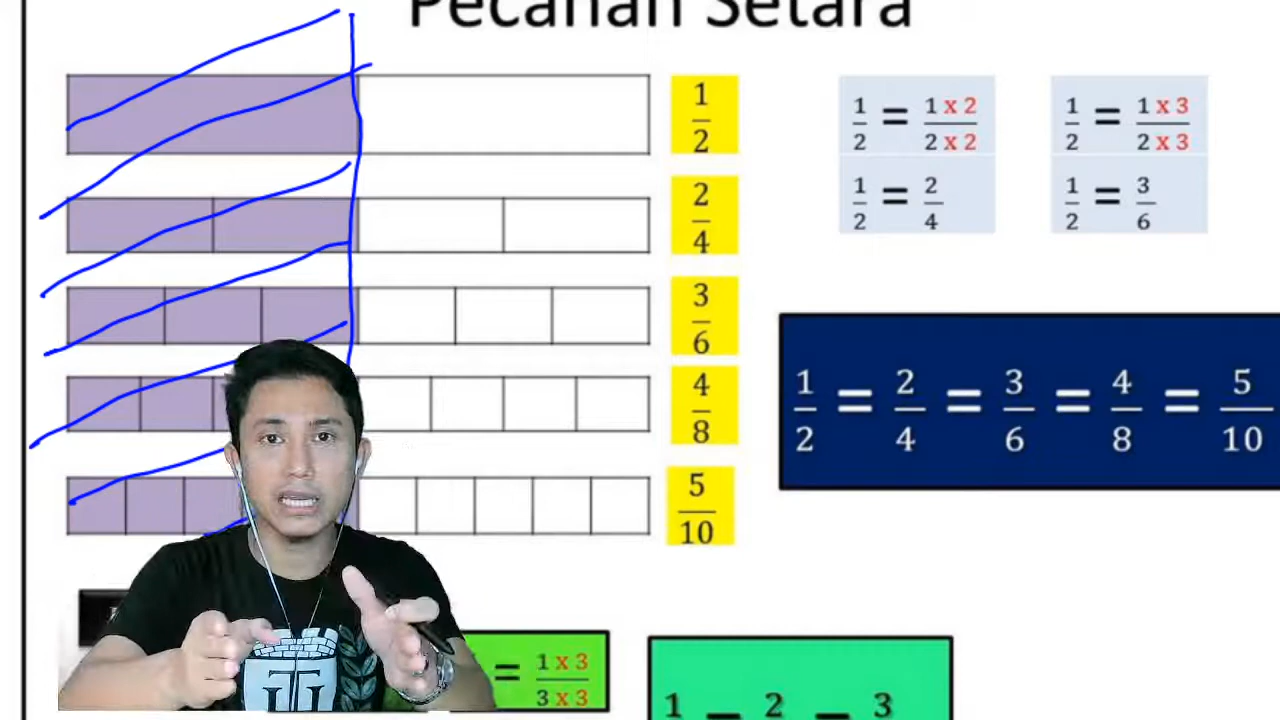 Pecahan Setara
1/2
2/4
3/6
4/8
5/10
1/2 = 1 x 2/2 x 2
1/2 = 2/4
1/2 = 1 x 3/2 x 3
1/2 = 3/6
1/2 = 2/4 = 3/6 = 4/8 = 5/10
= 1 x 3/3 x 3
1 = 2 = 3